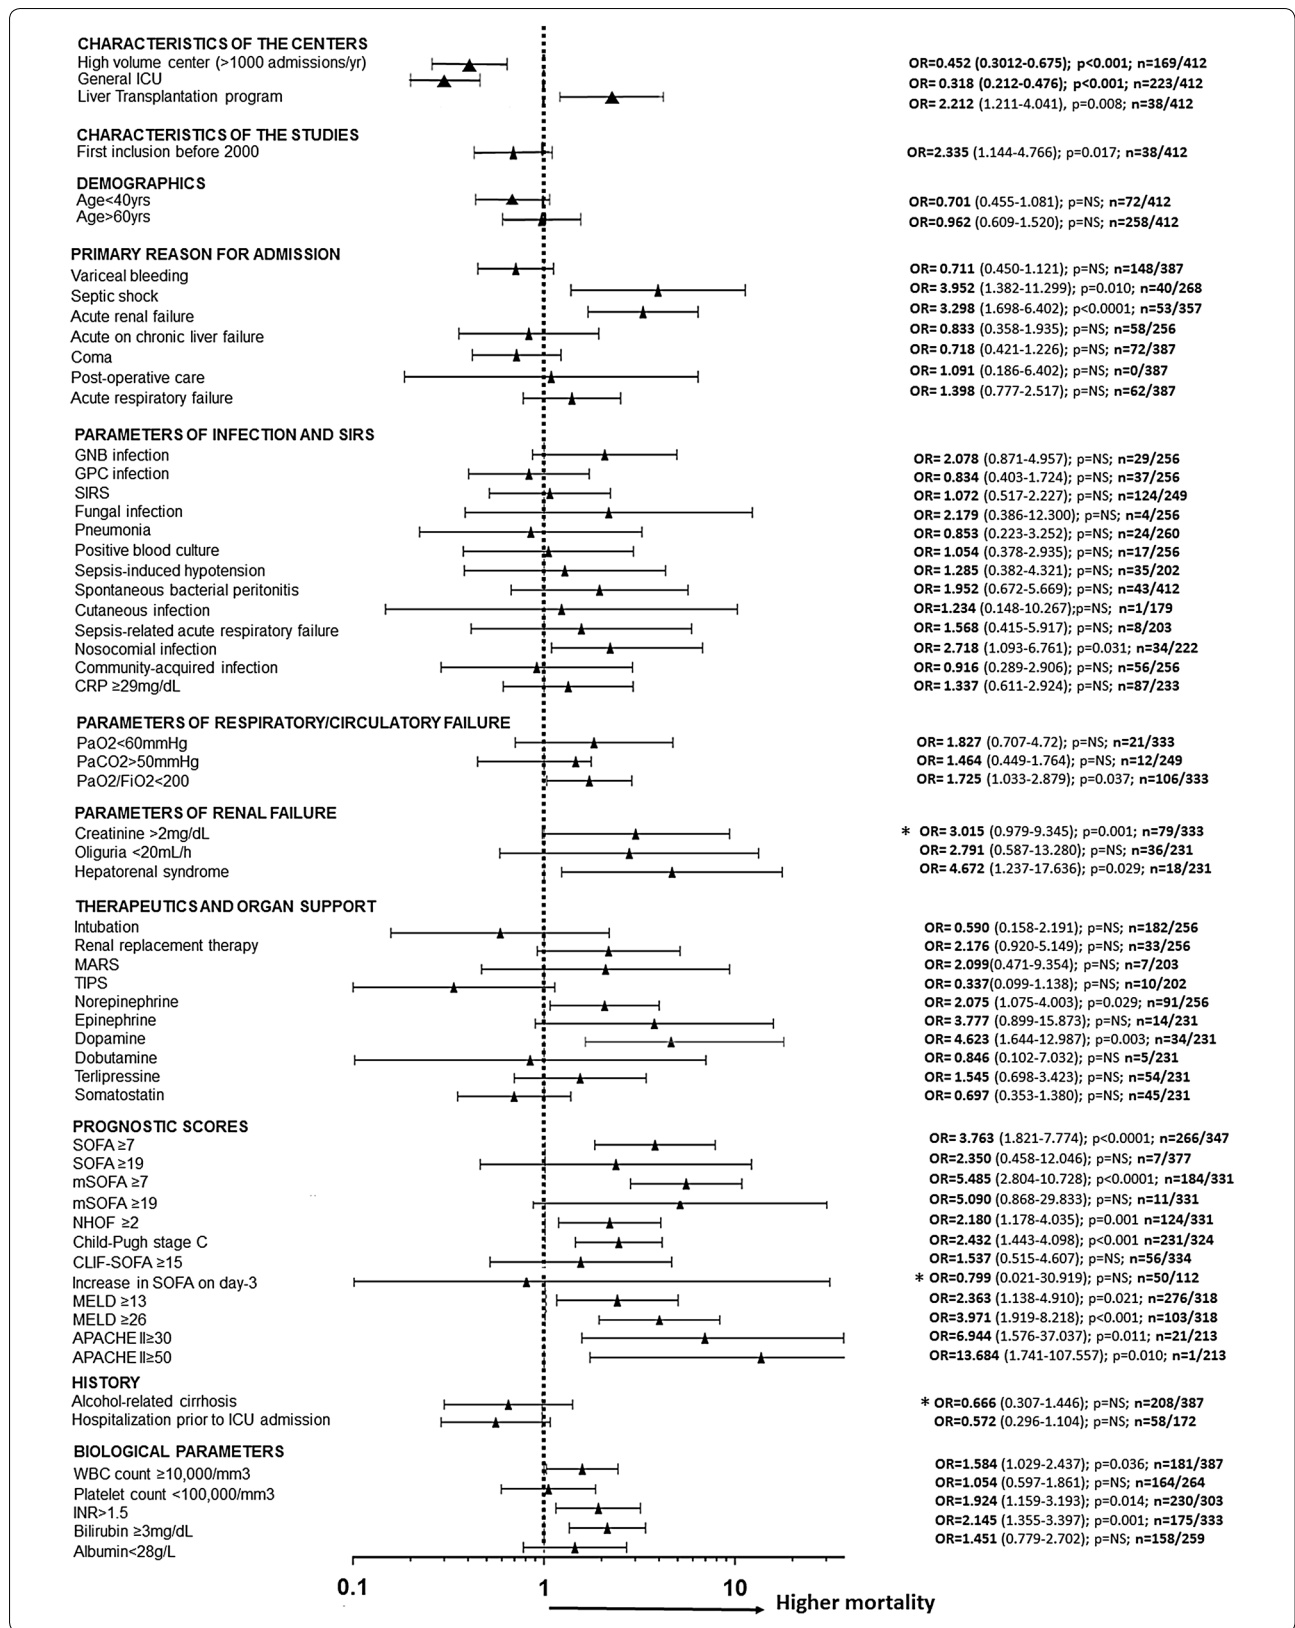 CHARACTERISTICS OF THE CENTERS
High volume center (>1000 admissions/yr) OR=0.452 (0.3012-0.675); p<0.001; n=169/412
General ICU OR=0.318 (0.212-0.476); p<0.001; n=223/412
Liver Transplantation program OR=2.212 (1.211-4.041), p=0.008; n=38/412
CHARACTERISTICS OF THE STUDIES
First inclusion before 2000 OR=2.335 (1.144-4.766); p=0.017; n=38/412
DEMOGRAPHICS
Age<40yrs OR=0.701 (0.455-1.081); p=NS; n=72/412
Age>60yrs OR=0.962 (0.609-1.520); p=NS; n=258/412
PRIMARY REASON FOR ADMISSION
Variceal bleeding OR= 0.711 (0.450-1.121); p=NS; n=148/387
Septic shock OR= 3.952 (1.382-11.299); p=0.010; n=40/268
Acute renal failure OR= 3.298 (1.698-6.402); p<0.0001; n=53/357
Acute on chronic liver failure OR= 0.833 (0.358-1.935); p=NS; n=58/256
Coma OR= 0.718 (0.421-1.226); p=NS; n=72/387
Post-operative care OR= 1.091 (0.186-6.402); p=NS; n=0/387
Acute respiratory failure OR= 1.398 (0.777-2.517); p=NS; n=62/387
PARAMETERS OF INFECTION AND SIRS
GNB infection OR= 2.078 (0.871-4.957); p=NS; n=29/256
GPC infection OR= 0.834 (0.403-1.724); p=NS; n=37/256
SIRS OR= 1.072 (0.517-2.227); p=NS; n=124/249
Fungal infection OR= 2.179 (0.386-12.300); p=NS; n=4/256
Pneumonia OR= 0.853 (0.223-3.252); p=NS; n=24/260
Positive blood culture OR= 1.054 (0.378-2.935); p=NS; n=17/256
Sepsis-induced hypotension OR= 1.285 (0.382-4.321); p=NS; n=35/202
Spontaneous bacterial peritonitis OR= 1.952 (0.672-5.669); p=NS; n=43/412
Cutaneous infection OR=1.234 (0.148-10.267);p=NS; n=1/179
Sepsis-related acute respiratory failure OR= 1.568 (0.415-5.917); p=NS; n=8/203
Nosocomial infection OR= 2.718 (1.093-6.761); p=0.031; n=34/222
Community-acquired infection OR= 0.916 (0.289-2.906); p=NS; n=56/256
CRP ≥29mg/dL OR= 1.337 (0.611-2.924); p=NS; n=87/233
PARAMETERS OF RESPIRATORY/CIRCULATORY FAILURE
PaO2<60mmHg OR= 1.827 (0.707-4.72); p=NS; n=21/333
PaCO2>50mmHg OR= 1.464 (0.449-1.764); p=NS; n=12/249
PaO2/FiO2<200 OR= 1.725 (1.033-2.879); p=0.037; n=106/333
PARAMETERS OF RENAL FAILURE
Creatinine >2mg/dL * OR= 3.015 (0.979-9.345); p=0.001; n=79/333
Oliguria <20mL/h OR= 2.791 (0.587-13.280); p=NS; n=36/231
Hepatorenal syndrome OR= 4.672 (1.237-17.636); p=0.029; n=18/231
THERAPEUTICS AND ORGAN SUPPORT
Intubation OR= 0.590 (0.158-2.191); p=NS; n=182/256
Renal replacement therapy OR= 2.176 (0.920-5.149); p=NS; n=33/256
MARS OR= 2.099(0.471-9.354); p=NS; n=7/203
TIPS OR= 0.337(0.099-1.138); p=NS; n=10/202
Norepinephrine OR= 2.075 (1.075-4.003); p=0.029; n=91/256
Epinephrine OR= 3.777 (0.899-15.873); p=NS; n=14/231
Dopamine OR= 4.623 (1.644-12.987); p=0.003; n=34/231
Dobutamine OR= 0.846 (0.102-7.032); p=NS n=5/231
Terlipressine OR= 1.545 (0.698-3.423); p=NS; n=54/231
Somatostatin OR= 0.697 (0.353-1.380); p=NS; n=45/231
PROGNOSTIC SCORES
SOFA ≥7 OR= 3.763 (1.821-7.774); p<0.0001; n=266/347
SOFA ≥19 OR=2.350 (0.458-12.046); p=NS; n=7/377
mSOFA ≥7 OR=5.485 (2.804-10.728); p<0.0001; n=184/331
mSOFA ≥19 OR=5.090 (0.868-29.833); p=NS; n=11/331
NHOF ≥2 OR=2.180 (1.178-4.035); p=0.001 n=124/331
Child-Pugh stage C OR=2.432 (1.443-4.098); p<0.001 n=231/324
CLIF-SOFA ≥15 OR=1.537 (0.515-4.607); p=NS; n=56/334
Increase in SOFA on day-3 * OR=0.799 (0.021-30.919); p=NS; n=50/112
MELD ≥13 OR=2.363 (1.138-4.910); p=0.021; n=276/318
MELD ≥26 OR=3.971 (1.919-8.218); p<0.001; n=103/318
APACHE II≥30 OR=6.944 (1.576-37.037); p=0.011; n=21/213
APACHE II≥50 OR=13.684 (1.741-107.557); p=0.010; n=1/213
HISTORY
Alcohol-related cirrhosis * OR=0.666 (0.307-1.446); p=NS; n=208/387
Hospitalization prior to ICU admission OR=0.572 (0.296-1.104); p=NS; n=58/172
BIOLOGICAL PARAMETERS
WBC count ≥10,000/mm3 OR=1.584 (1.029-2.437); p=0.036; n=181/387
Platelet count <100,000/mm3 OR=1.054 (0.597-1.861); p=NS; n=164/264
INR>1.5 OR=1.924 (1.159-3.193); p=0.014; n=230/303
Bilirubin ≥3mg/dL OR=2.145 (1.355-3.397); p=0.001; n=175/333
Albumin<28g/L OR=1.451 (0.779-2.702); p=NS; n=158/259
0.1 1 10
Higher mortality